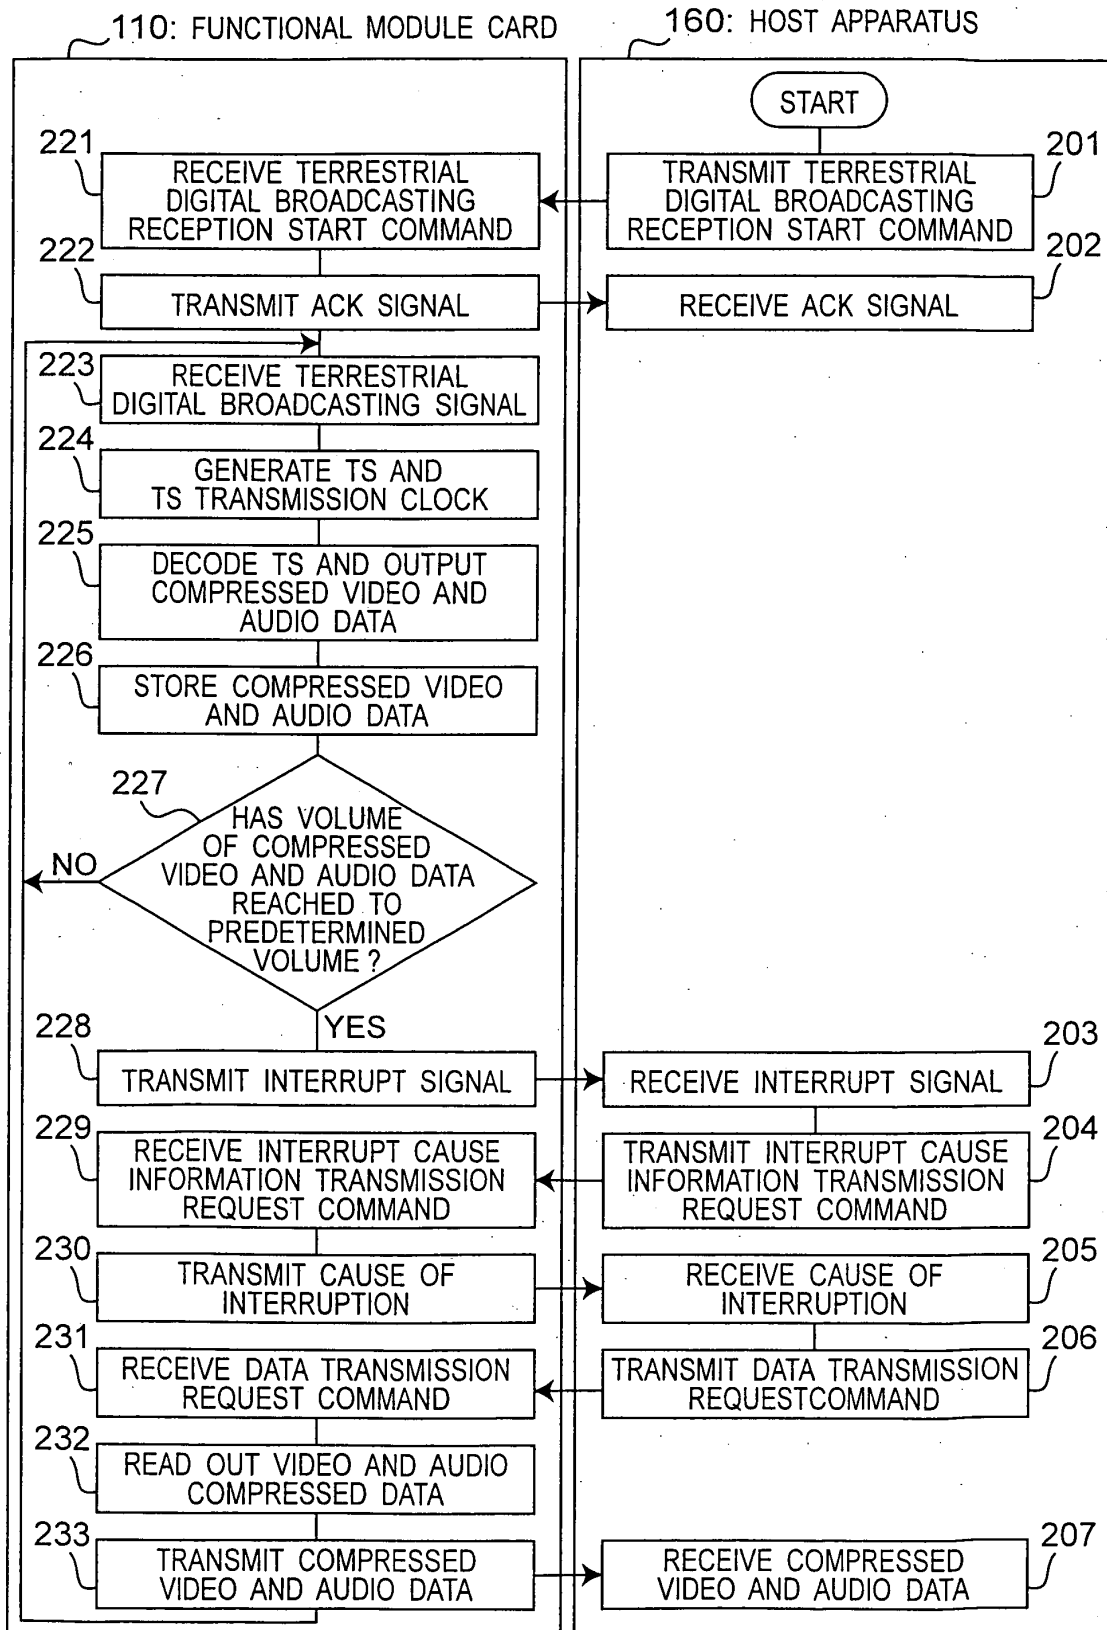 110: FUNCTIONAL MODULE CARD
160: HOST APPARATUS
START
221
RECEIVE TERRESTRIAL
DIGITAL BROADCASTING
RECEPTION START COMMAND
201
TRANSMIT TERRESTRIAL
DIGITAL BROADCASTING
RECEPTION START COMMAND
222
TRANSMIT ACK SIGNAL
202
RECEIVE ACK SIGNAL
223
RECEIVE TERRESTRIAL
DIGITAL BROADCASTING SIGNAL
224
GENERATE TS AND
TS TRANSMISSION CLOCK
225
DECODE TS AND OUTPUT
COMPRESSED VIDEO AND
AUDIO DATA
226
STORE COMPRESSED VIDEO
AND AUDIO DATA
227
HAS VOLUME
OF COMPRESSED
VIDEO AND AUDIO DATA
REACHED TO
PREDETERMINED
VOLUME?
NO
YES
228
TRANSMIT INTERRUPT SIGNAL
203
RECEIVE INTERRUPT SIGNAL
229
RECEIVE INTERRUPT CAUSE
INFORMATION TRANSMISSION
REQUEST COMMAND
204
TRANSMIT INTERRUPT CAUSE
INFORMATION TRANSMISSION
REQUEST COMMAND
230
TRANSMIT CAUSE OF
INTERRUPTION
205
RECEIVE CAUSE OF
INTERRUPTION
231
RECEIVE DATA TRANSMISSION
REQUEST COMMAND
206
TRANSMIT DATA TRANSMISSION
REQUESTCOMMAND
232
READ OUT VIDEO AND AUDIO
COMPRESSED DATA
233
TRANSMIT COMPRESSED
VIDEO AND AUDIO DATA
207
RECEIVE COMPRESSED
VIDEO AND AUDIO DATA